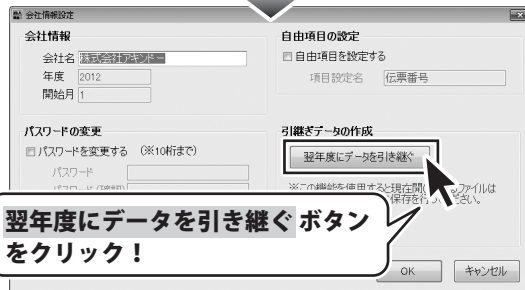 会社情報設定
会社情報
会社名 株式会社アキンドー
年度 2012
開始月 1
自由項目の設定
自由項目を設定する
項目設定名 伝票番号
パスワードの変更
パスワードを変更する (※10桁まで)
パスワード
引継ぎデータの作成
翌年度にデータを引き継ぐ
※この機能を使用すると現在開
ファイルは
保存を行
ださい。
翌年度にデータを引き継ぐ ボタン
をクリック！
OK キャンセル